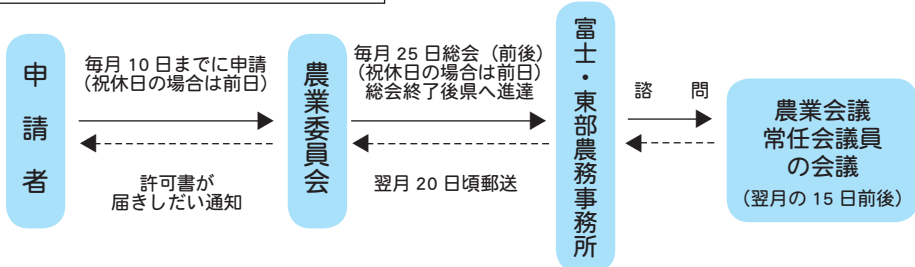 申請者
毎月 10 日までに申請
（祝休日の場合は前日）
許可書が
届きしだい通知
農業委員会
毎月 25 日総会（前後）
（祝休日の場合は前日）
総会終了後県へ進達
翌月 20 日頃郵送
富士・東部農務事務所
諮　問
農業会議
常任会議員
の会議
（翌月の 15 日前後）